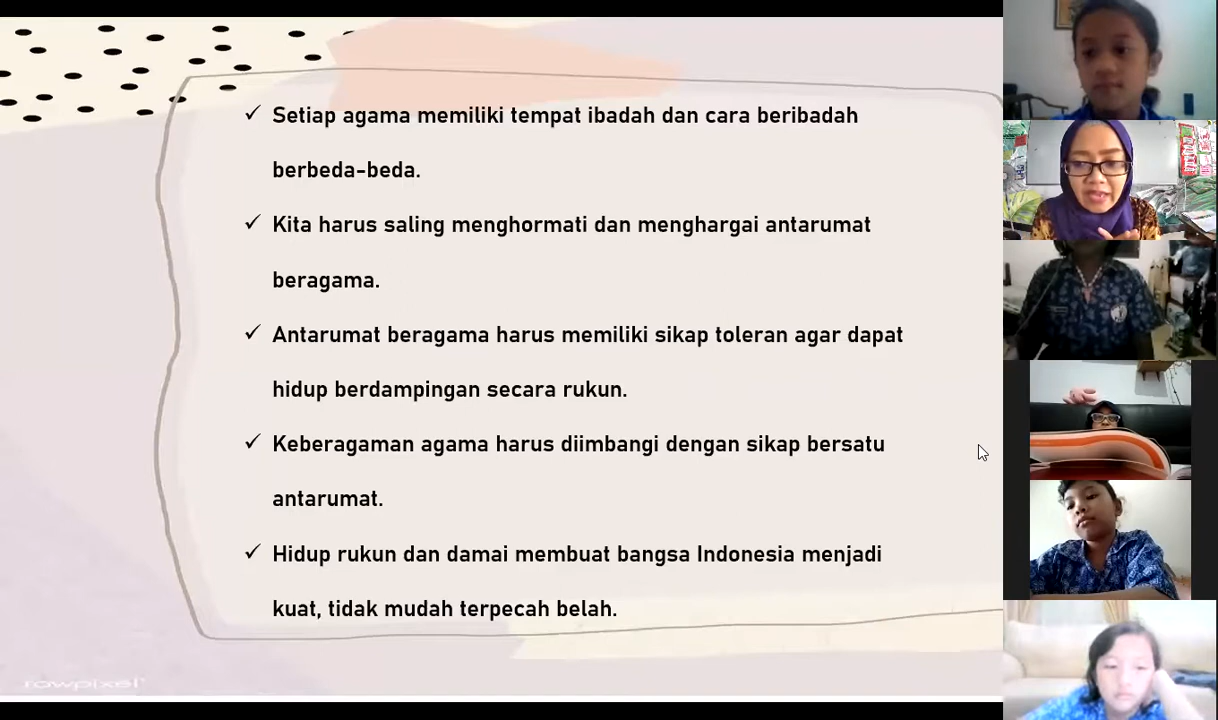 ✓ Setiap agama memiliki tempat ibadah dan cara beribadah
berbeda-beda.
✓ Kita harus saling menghormati dan menghargai antarumat
beragama.
✓ Antarumat beragama harus memiliki sikap toleran agar dapat
hidup berdampingan secara rukun.
✓ Keberagaman agama harus diimbangi dengan sikap bersatu
antarumat.
✓ Hidup rukun dan damai membuat bangsa Indonesia menjadi
kuat, tidak mudah terpecah belah.
rawpixel